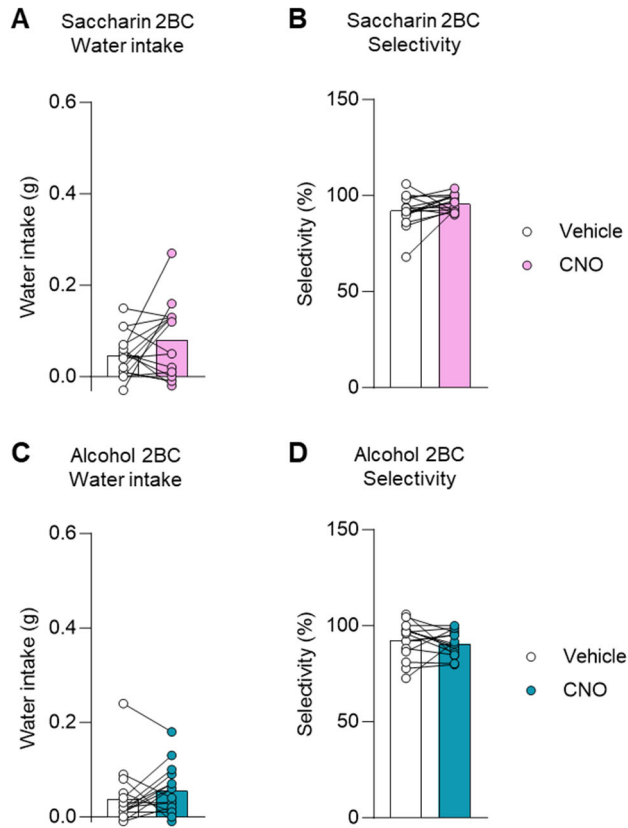 A
Saccharin 2BC
Water intake
0.6
0.4
0.2
0.0
Water intake (g)
B
Saccharin 2BC
Selectivity
150
100
50
0
Selectivity (%)
Vehicle
CNO
C
Alcohol 2BC
Water intake
0.6
0.4
0.2
0.0
Water intake (g)
D
Alcohol 2BC
Selectivity
150
100
50
0
Selectivity (%)
Vehicle
CNO